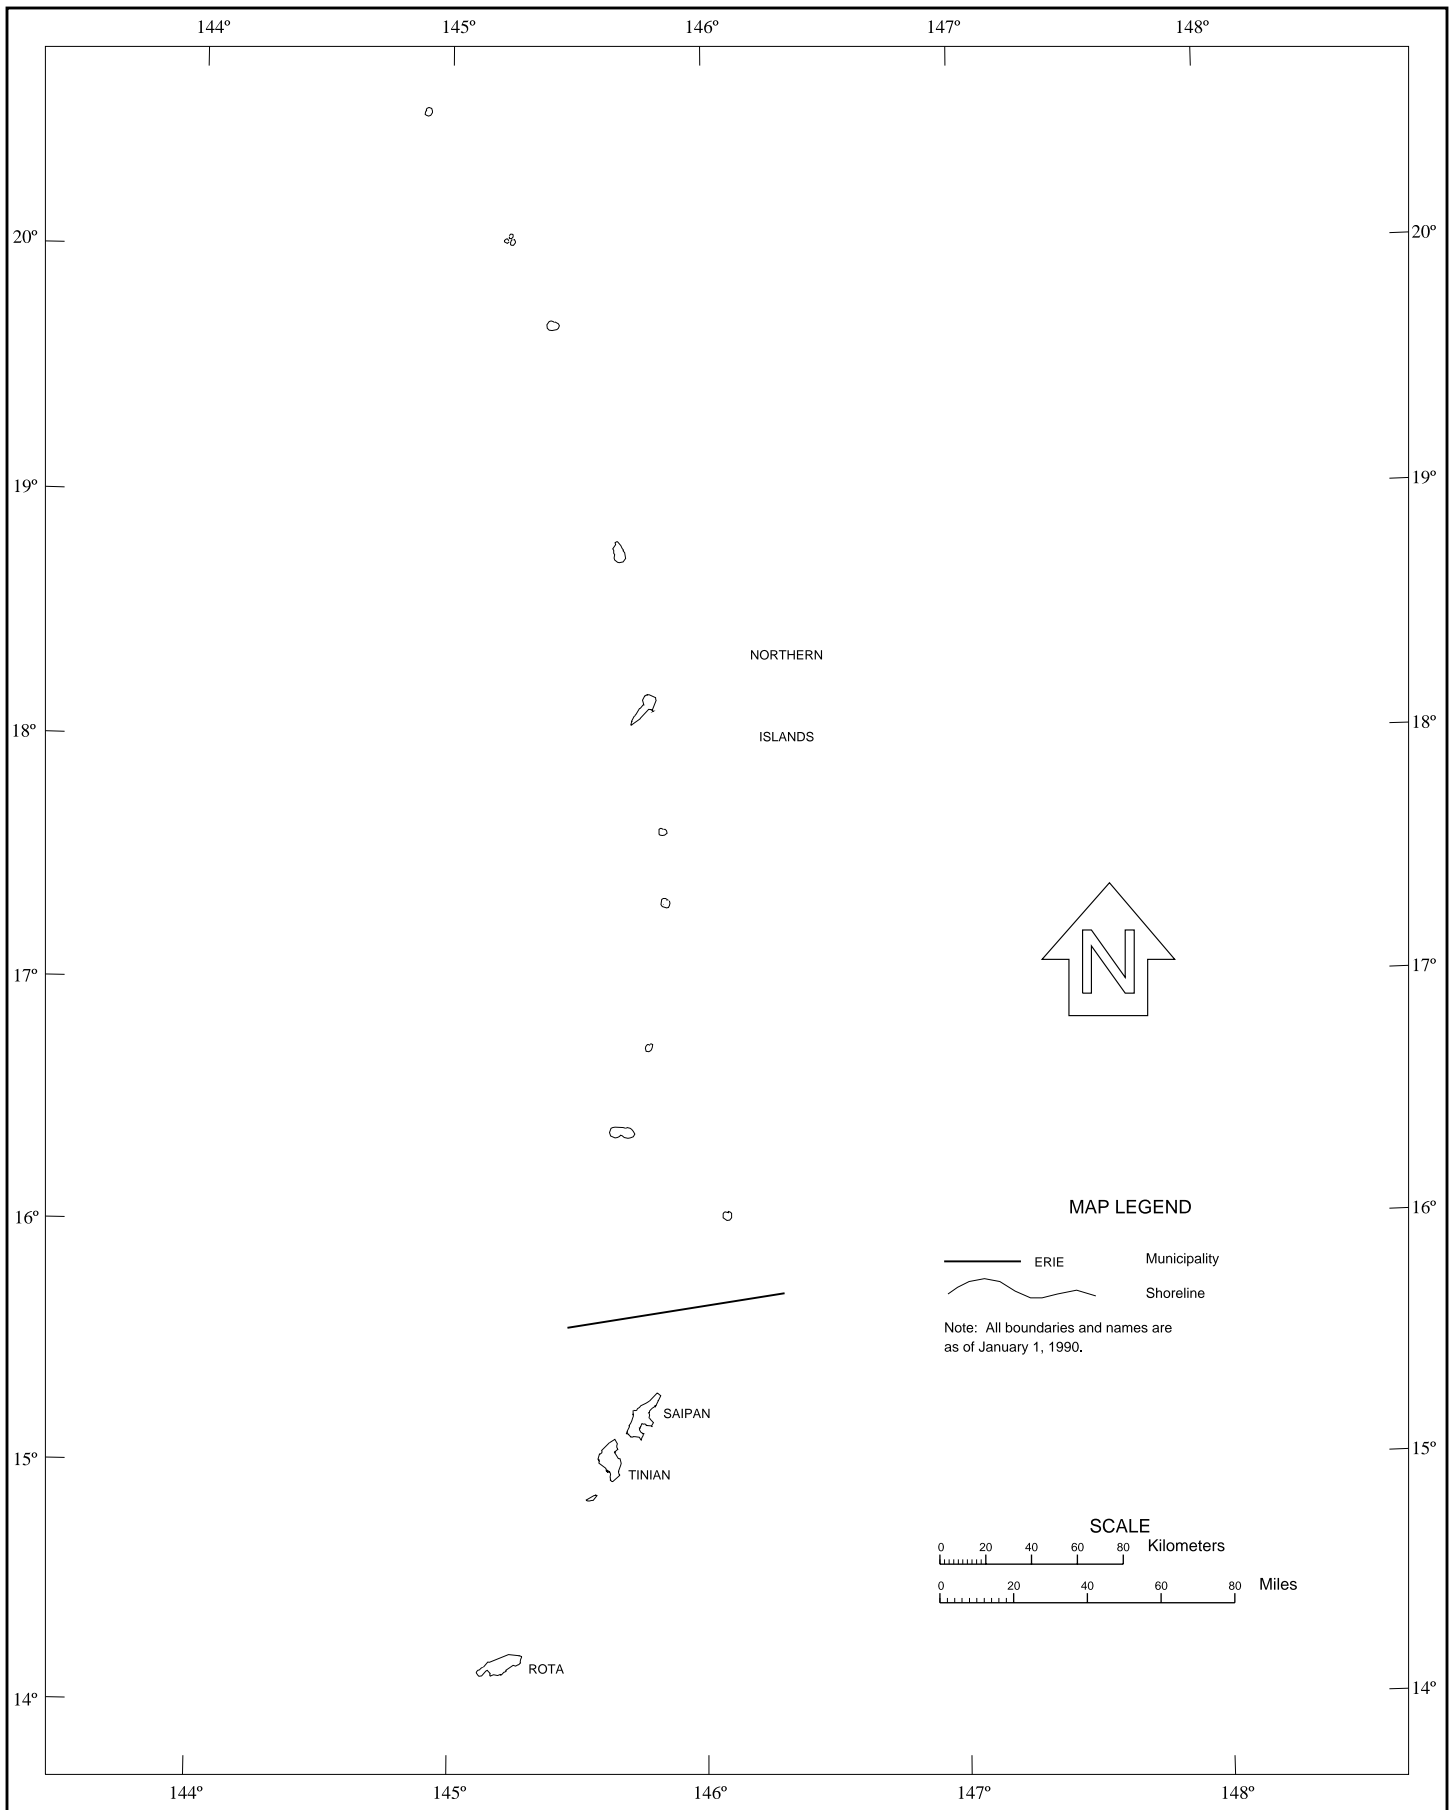 144º 145º 146º 147º 148º
20º 20º
19º 19º
NORTHERN
18º 18º
ISLANDS
N
17º 17º
16º 16º
MAP LEGEND
ERIE Municipality
Shoreline
Note: All boundaries and names are
as of January 1, 1990.
SAIPAN
15º 15º
TINIAN
SCALE
0 20 40 60 80 Kilometers
0 20 40 60 80 Miles
ROTA
14º 14º
144º 145º 146º 147º 148º